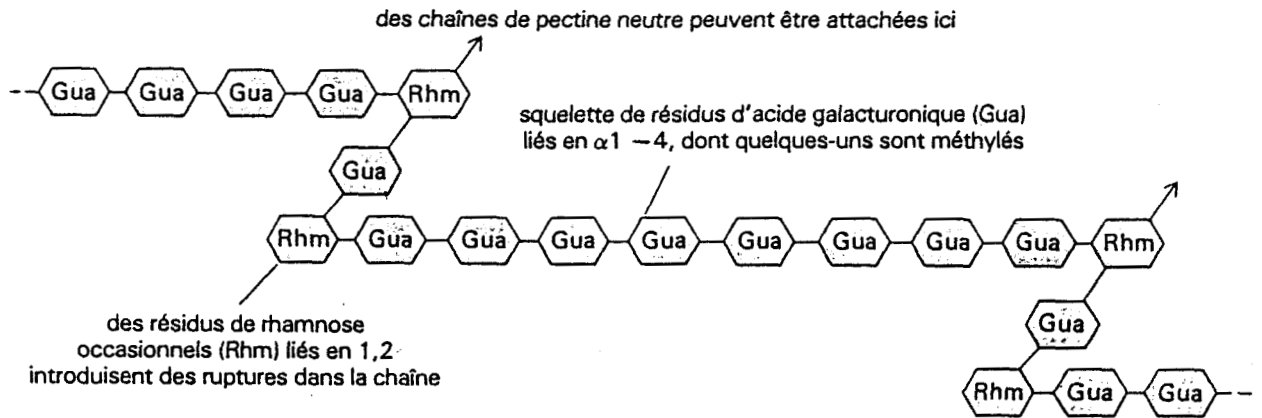 des chaînes de pectine neutre peuvent être attachées ici
Gua Gua Gua Gua Rhm
squelette de résidus d'acide galacturonique (Gua)
liés en α1 −4, dont quelques-uns sont méthylés
Gua
Rhm Gua Gua Gua Gua Gua Gua Gua Gua Rhm
des résidus de rhamnose
occasionnels (Rhm) liés en 1,2
introduisent des ruptures dans la chaîne
Gua
Rhm Gua Gua